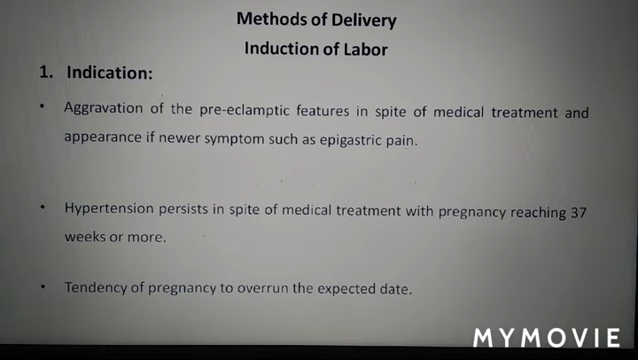 Methods of Delivery
Induction of Labor
1. Indication:
• Aggravation of the pre-eclamptic features in spite of medical treatment and
appearance if newer symptom such as epigastric pain.
• Hypertension persists in spite of medical treatment with pregnancy reaching 37
weeks or more.
• Tendency of pregnancy to overrun the expected date.
MYMOVIE